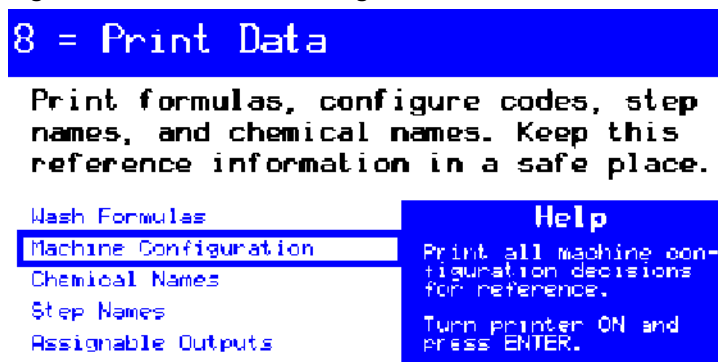 8 = Print Data
Print formulas, configure codes, step
names, and chemical names. Keep this
reference information in a safe place.
Wash Formulas
Machine Configuration
Chemical Names
Step Names
Assignable Outputs
Help
Print all machine con-
figuration decisions
for reference.
Turn printer ON and
press ENTER.